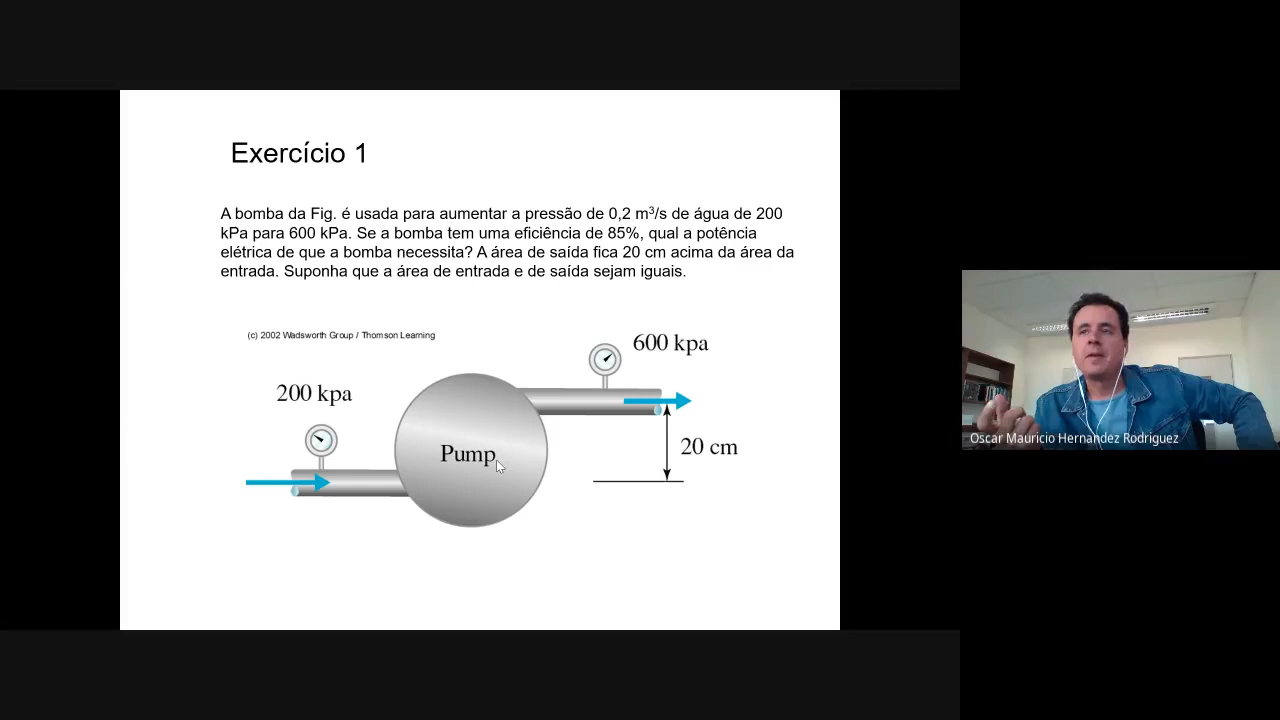 Exercício 1
A bomba da Fig. é usada para aumentar a pressão de 0,2 m³/s de água de 200
kPa para 600 kPa. Se a bomba tem uma eficiência de 85%, qual a potência
elétrica de que a bomba necessita? A área de saída fica 20 cm acima da área da
entrada. Suponha que a área de entrada e de saída sejam iguais.
(c) 2002 Wadsworth Group / Thomson Learning
600 kpa
200 kpa
Pump
20 cm
Oscar Mauricio Hernandez Rodriguez